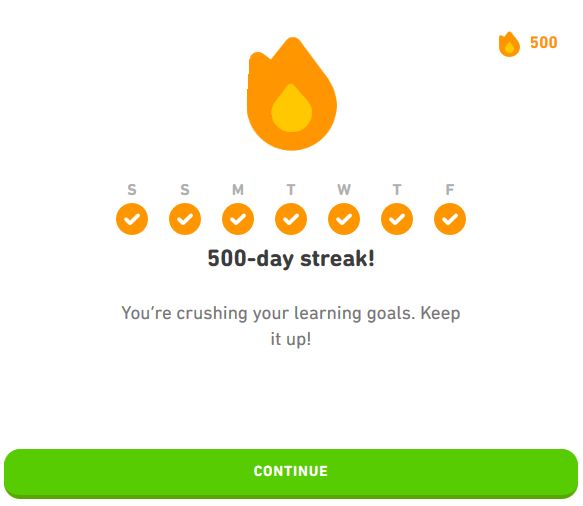 500
S S M T W T F
500-day streak!
You're crushing your learning goals. Keep
it up!
CONTINUE